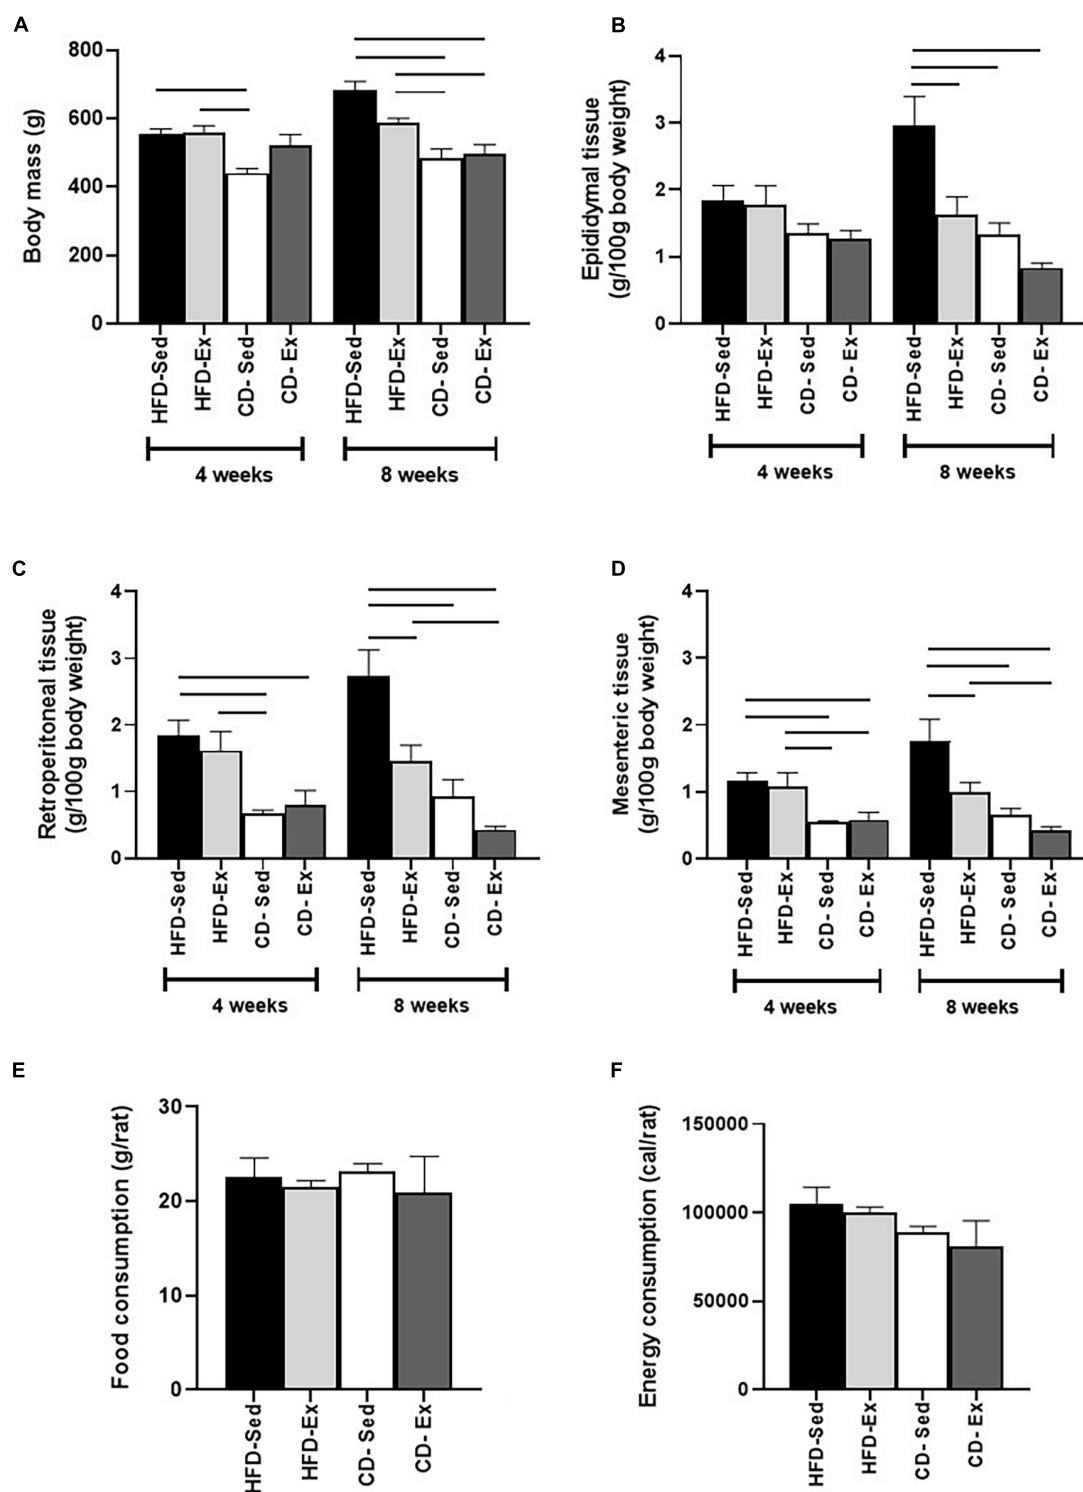 A
Body mass (g)
800
600
400
200
0
HFD-Sed
HFD-Ex
CD- Sed
CD- Ex
HFD-Sed
HFD-Ex
CD- Sed
CD- Ex
4 weeks
8 weeks
B
Epididymal tissue
(g/100g body weight)
4
3
2
1
0
HFD-Sed
HFD-Ex
CD- Sed
CD- Ex
HFD-Sed
HFD-Ex
CD- Sed
CD- Ex
4 weeks
8 weeks
C
Retroperitoneal tissue
(g/100g body weight)
4
3
2
1
0
HFD-Sed
HFD-Ex
CD- Sed
CD- Ex
HFD-Sed
HFD-Ex
CD- Sed
CD- Ex
4 weeks
8 weeks
D
Mesenteric tissue
(g/100g body weight)
4
3
2
1
0
HFD-Sed
HFD-Ex
CD- Sed
CD- Ex
HFD-Sed
HFD-Ex
CD- Sed
CD- Ex
4 weeks
8 weeks
E
Food consumption (g/rat)
30
20
10
0
HFD-Sed
HFD-Ex
CD- Sed
CD- Ex
F
Energy consumption (cal/rat)
150000
100000
50000
0
HFD-Sed
HFD-Ex
CD- Sed
CD- Ex